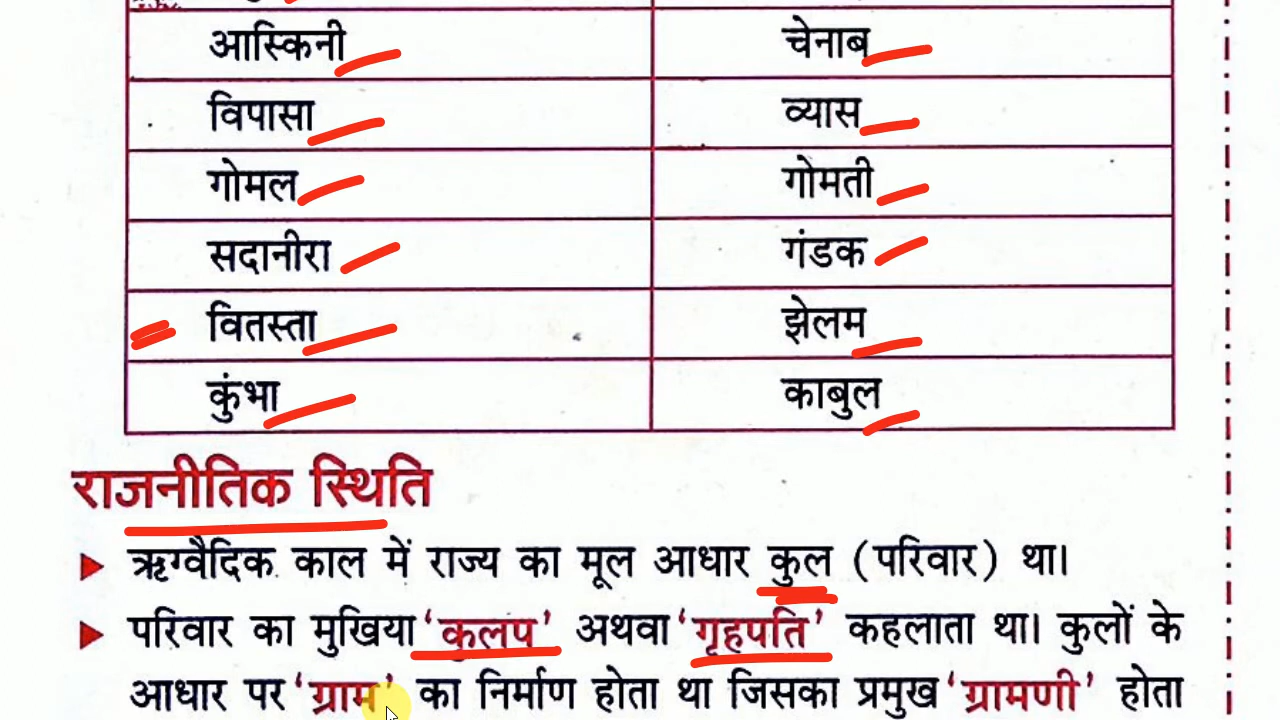 आस्किनी चेनाब
विपासा व्यास
गोमल गोमती
सदानीरा गंडक
वितस्ता झेलम
कुंभा काबुल
राजनीतिक स्थिति
▶ ऋग्वैदिक काल में राज्य का मूल आधार कुल (परिवार) था।
▶ परिवार का मुखिया ‘कुलप’ अथवा ‘गृहपति’ कहलाता था। कुलों के
आधार पर ‘ग्राम’ का निर्माण होता था जिसका प्रमुख ‘ग्रामणी’ होता